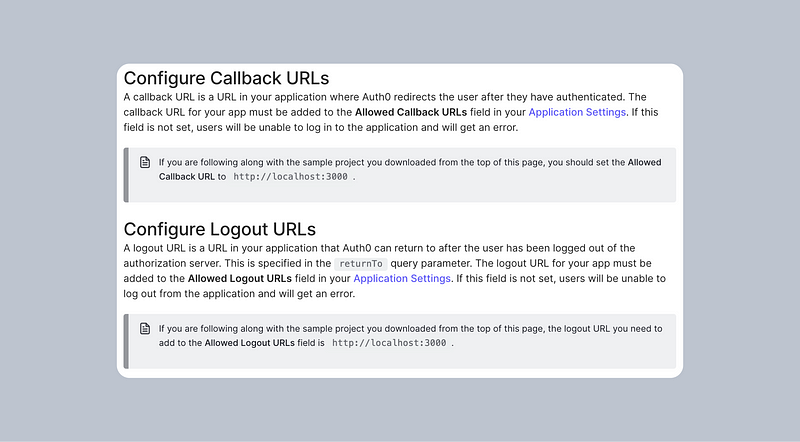 Configure Callback URLs
A callback URL is a URL in your application where Auth0 redirects the user after they have authenticated. The
callback URL for your app must be added to the Allowed Callback URLs field in your Application Settings. If this
field is not set, users will be unable to log in to the application and will get an error.
If you are following along with the sample project you downloaded from the top of this page, you should set the Allowed
Callback URL to http://localhost:3000 .
Configure Logout URLs
A logout URL is a URL in your application that Auth0 can return to after the user has been logged out of the
authorization server. This is specified in the returnTo query parameter. The logout URL for your app must be
added to the Allowed Logout URLs field in your Application Settings. If this field is not set, users will be unable to
log out from the application and will get an error.
If you are following along with the sample project you downloaded from the top of this page, the logout URL you need to
add to the Allowed Logout URLs field is http://localhost:3000 .